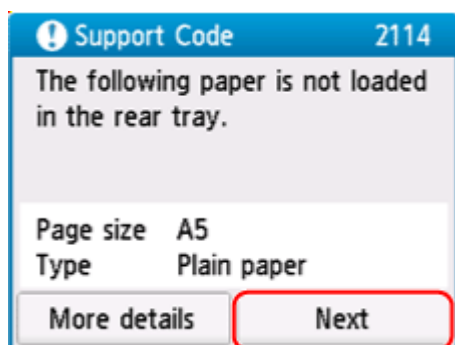 Support Code 2114
The following paper is not loaded
in the rear tray.
Page size A5
Type Plain paper
More details Next